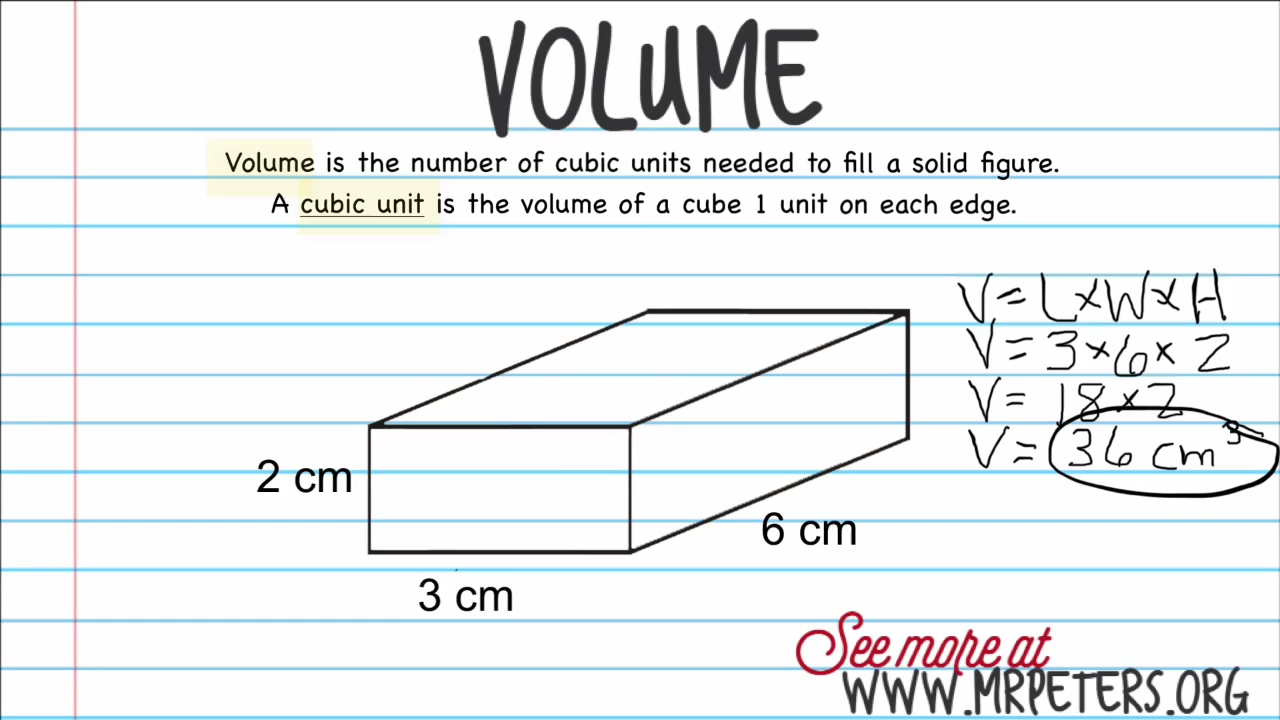 VOLUME
Volume is the number of cubic units needed to fill a solid figure.
A cubic unit is the volume of a cube 1 unit on each edge.
V = L x W x H
V = 3 x 6 x 2
V = 18 x 2
V = 36 cm³
2 cm
6 cm
3 cm
See more at
WWW.MRPETERS.ORG